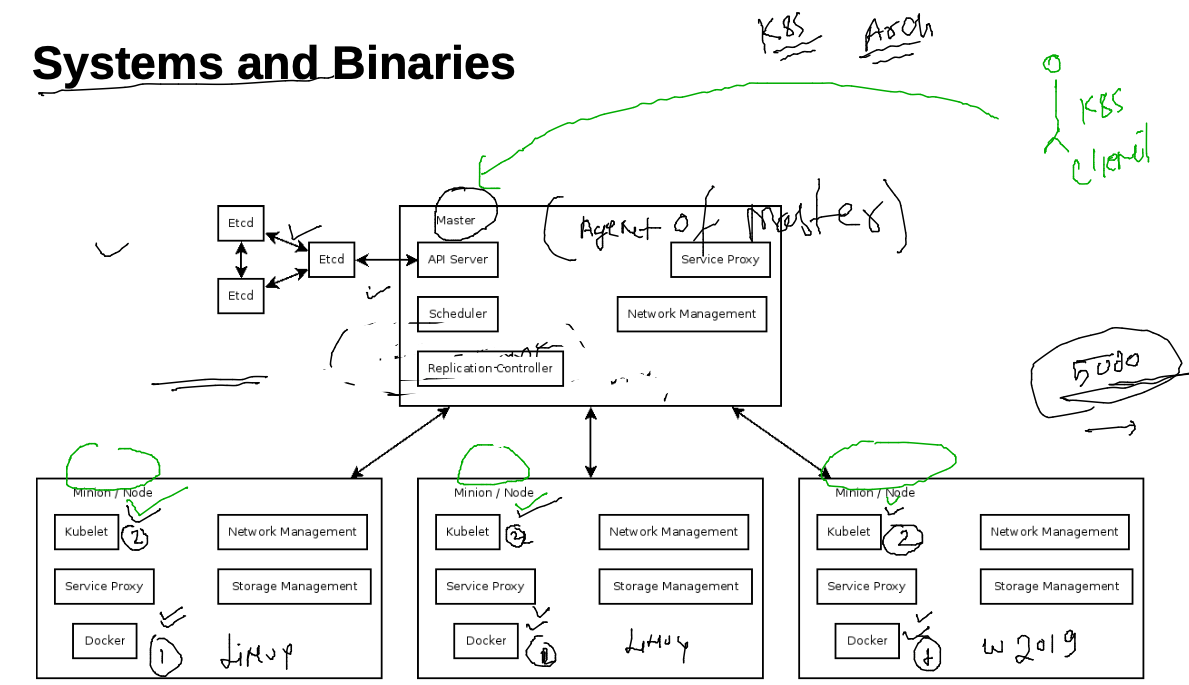 K8S Arch
Systems and Binaries
K8S
Client
Master
(Agent of Master)
Etcd
Etcd
Etcd
API Server
Service Proxy
Scheduler
Network Management
Replication-Controller
5000
Minion / Node
Kubelet
2
Network Management
Service Proxy
Storage Management
Docker
1
Linux
Minion / Node
Kubelet
2
Network Management
Service Proxy
Storage Management
Docker
1
Linux
Minion / Node
Kubelet
2
Network Management
Service Proxy
Storage Management
Docker
1
W 2019